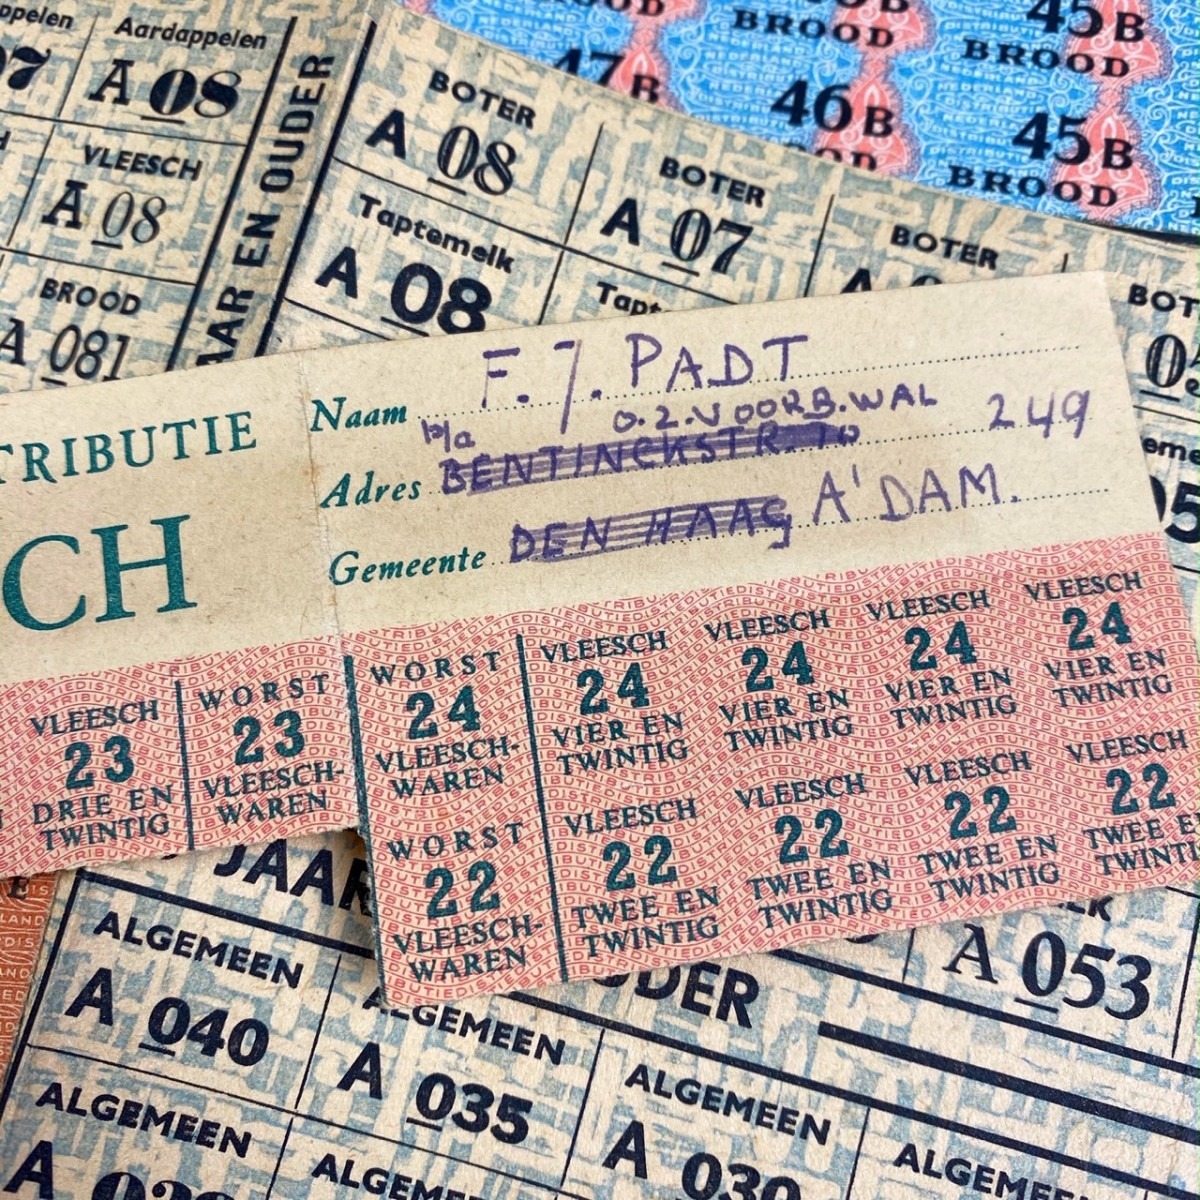 Aardappelen
A 08
VLEESCH
A 08
BROOD
A 081
JAAR EN OUDER
BOTER
A 08
BOTER
A 07
BOTER
Taptemelk
A 08
47B
46B
BROOD
45B
BROOD
45B
BROOD
BROOD
Naam F. J. PADT
p/a O.Z.VOORB.WAL 249
Adres BENTINCKSTR. 70
Gemeente DEN HAAG A'DAM.
VLEESCH
23
DRIE EN
TWINTIG
WORST
23
VLEESCH-
WAREN
WORST
24
VLEESCH-
WAREN
VLEESCH
24
VIER EN
TWINTIG
VLEESCH
24
VIER EN
TWINTIG
VLEESCH
24
VIER EN
TWINTIG
VLEESCH
24
VIER EN
TWINTIG
WORST
22
VLEESCH-
WAREN
VLEESCH
22
TWEE EN
TWINTIG
VLEESCH
22
TWEE EN
TWINTIG
VLEESCH
22
TWEE EN
TWINTIG
VLEESCH
22
TWEE EN
JAAR
OUDER
A 053
ALGEMEEN
A 040
ALGEMEEN
A 035
ALGEMEEN
A 030
ALGEMEEN
ALGEMEEN
A
ALGEMEEN